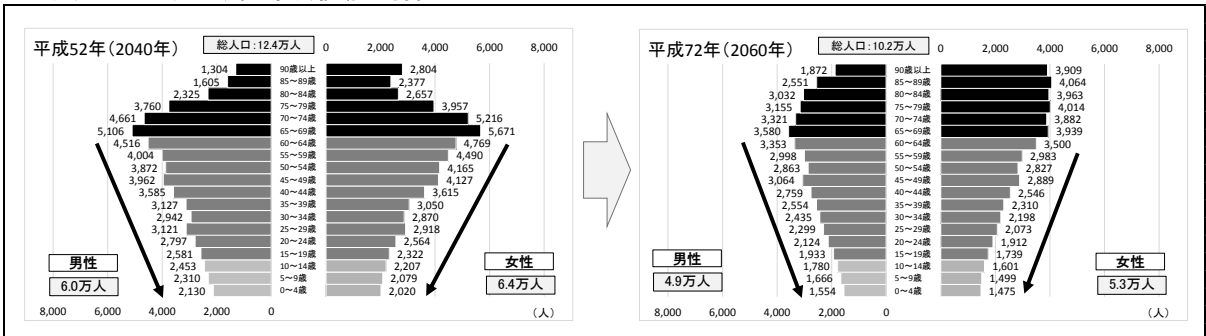 平成52年(2040年)
総人口:12.4万人
0 2,000 4,000 6,000 8,000
1,304 90歳以上 2,804
1,605 85~89歳 2,377
2,325 80~84歳 2,657
3,760 75~79歳 3,957
4,661 70~74歳 5,216
5,106 65~69歳 5,671
4,516 60~64歳 4,769
4,004 55~59歳 4,490
3,872 50~54歳 4,165
3,962 45~49歳 4,127
3,585 40~44歳 3,615
3,127 35~39歳 3,050
2,942 30~34歳 2,870
3,121 25~29歳 2,918
2,797 20~24歳 2,564
2,581 15~19歳 2,322
2,453 10~14歳 2,207
2,310 5~9歳 2,079
2,130 0~4歳 2,020
男性
6.0万人
女性
6.4万人
8,000 6,000 4,000 2,000 0 (人)
平成72年(2060年)
総人口:10.2万人
0 2,000 4,000 6,000 8,000
1,872 90歳以上 3,909
2,551 85~89歳 4,064
3,032 80~84歳 3,963
3,155 75~79歳 4,014
3,321 70~74歳 3,882
3,580 65~69歳 3,939
3,353 60~64歳 3,500
2,998 55~59歳 2,983
2,863 50~54歳 2,827
3,064 45~49歳 2,889
2,759 40~44歳 2,546
2,554 35~39歳 2,310
2,435 30~34歳 2,198
2,299 25~29歳 2,073
2,124 20~24歳 1,912
1,933 15~19歳 1,739
1,780 10~14歳 1,601
1,666 5~9歳 1,499
1,554 0~4歳 1,475
男性
4.9万人
女性
5.3万人
8,000 6,000 4,000 2,000 0 (人)